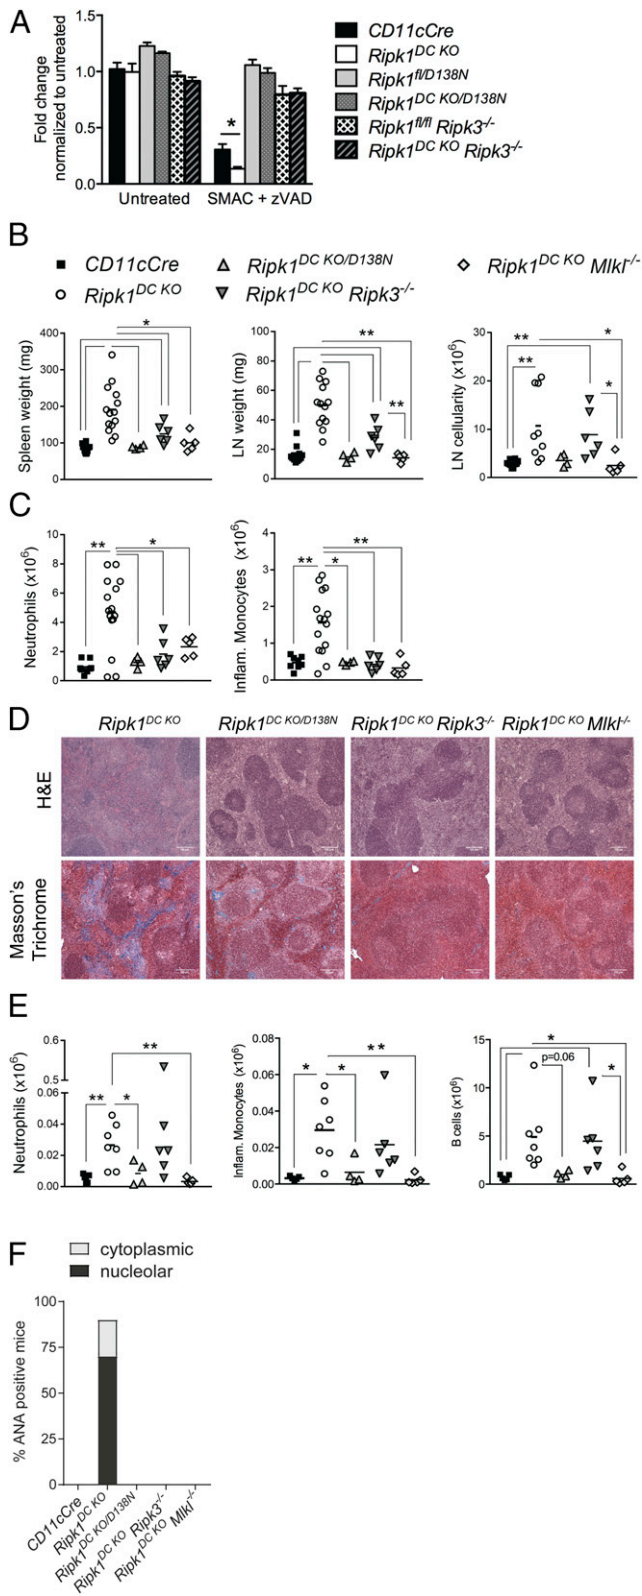 A
Fold change
normalized to untreated
1.5
1.0
0.5
0.0
*
Untreated
SMAC + zVAD
CD11cCre
Ripk1DC KO
Ripk1fl/D138N
Ripk1DC KO/D138N
Ripk1fl/fl Ripk3-/-
Ripk1DC KO Ripk3-/-
B
CD11cCre
Ripk1DC KO/D138N
Ripk1DC KO Mlkl-/-
Ripk1DC KO
Ripk1DC KO Ripk3-/-
Spleen weight (mg)
400
300
200
100
0
*
LN weight (mg)
100
80
60
40
20
0
**
**
LN cellularity (x10⁶)
30
20
10
0
**
*
**
*
C
Neutrophils (x10⁶)
8
6
4
2
0
**
*
Inflam. Monocytes (x10⁶)
4
3
2
1
0
**
**
*
D
Ripk1DC KO
Ripk1DC KO/D138N
Ripk1DC KO Ripk3-/-
Ripk1DC KO Mlkl-/-
H&E
Masson's
Trichrome
E
Neutrophils (x10⁶)
0.6
0.5
0.06
0.04
0.02
0.00
**
**
*
Inflam. Monocytes (x10⁶)
0.08
0.06
0.04
0.02
0.00
**
*
*
B cells (x10⁶)
15
10
5
0
*
p=0.06
*
F
cytoplasmic
nucleolar
% ANA positive mice
100
75
50
25
0
CD11cCre
Ripk1DC KO
Ripk1DC KO/D138N
Ripk1DC KO Ripk3-/-
Ripk1DC KO Mlkl-/-